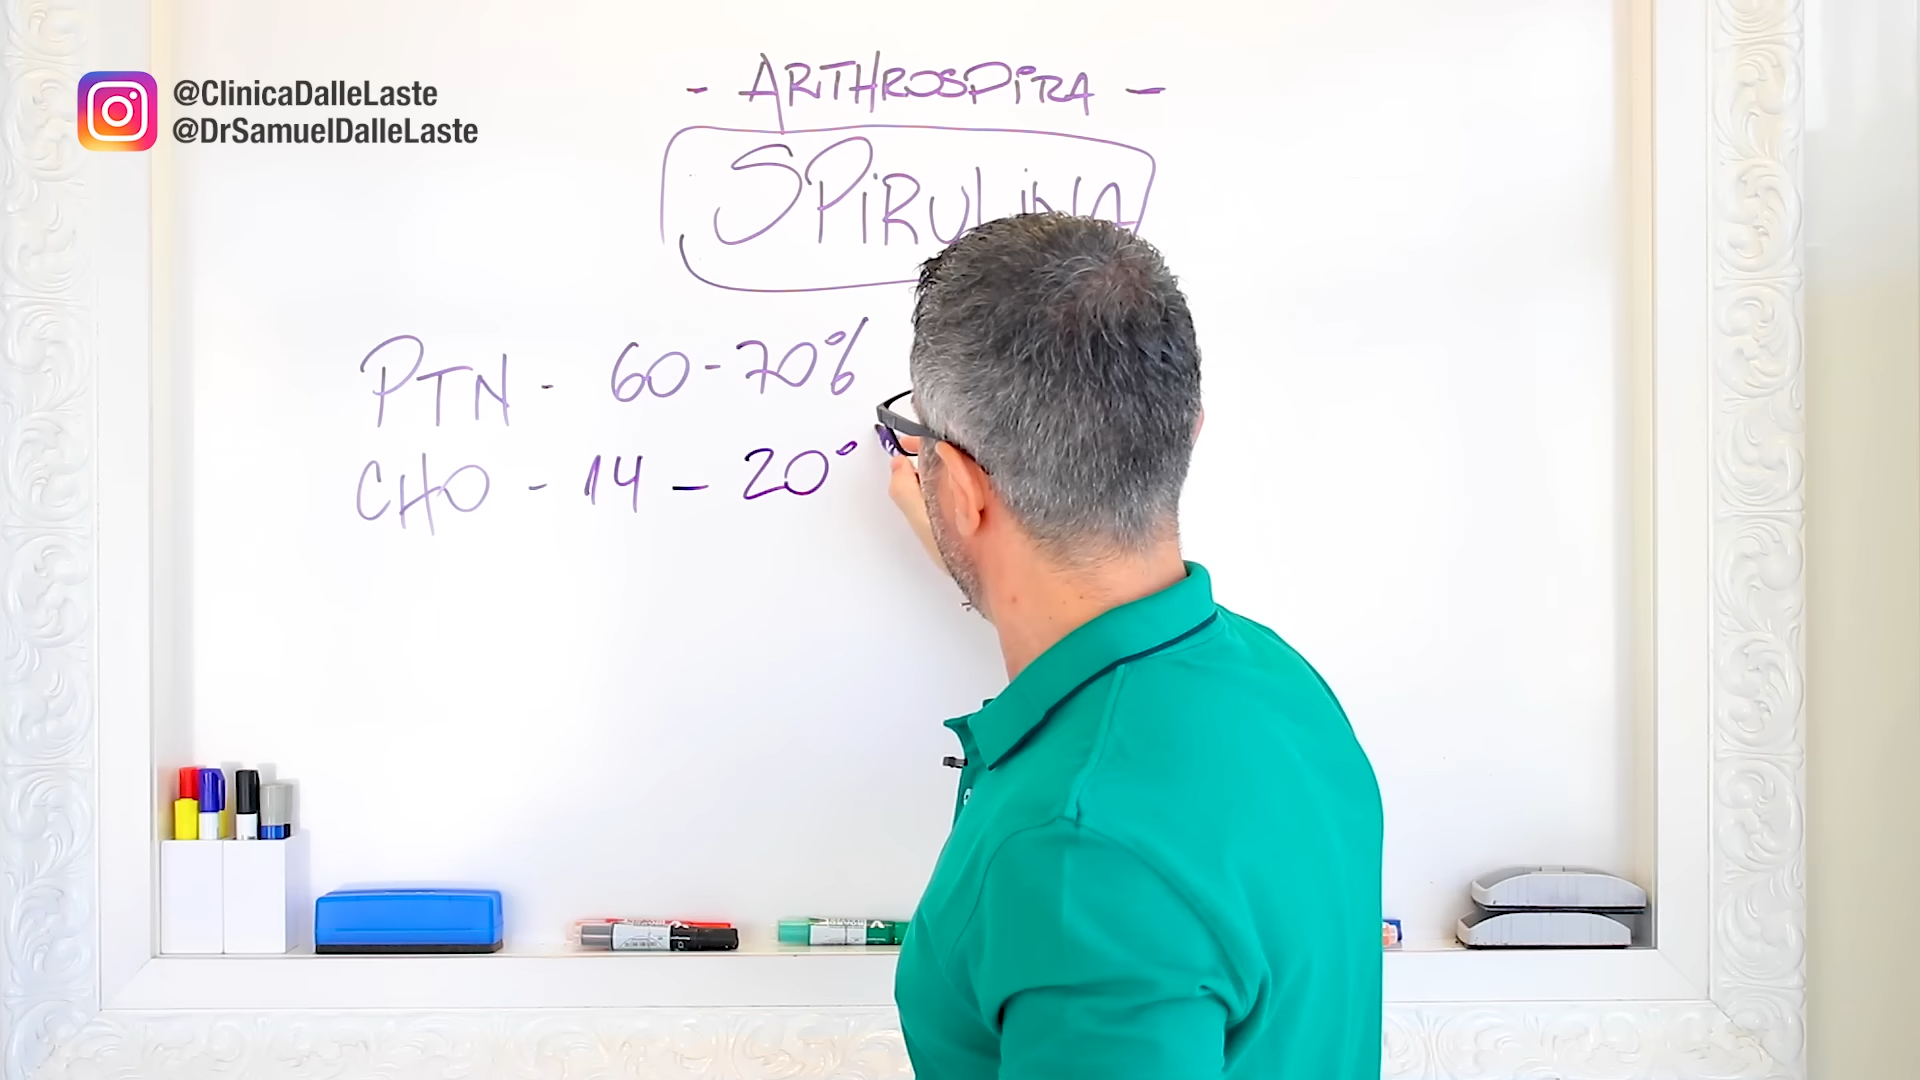 @ClinicaDalleLaste
@DrSamuelDalleLaste
- ARTHROSPIRA -
SPIRULINA
PTN - 60-70%
CHO - 14 - 20°